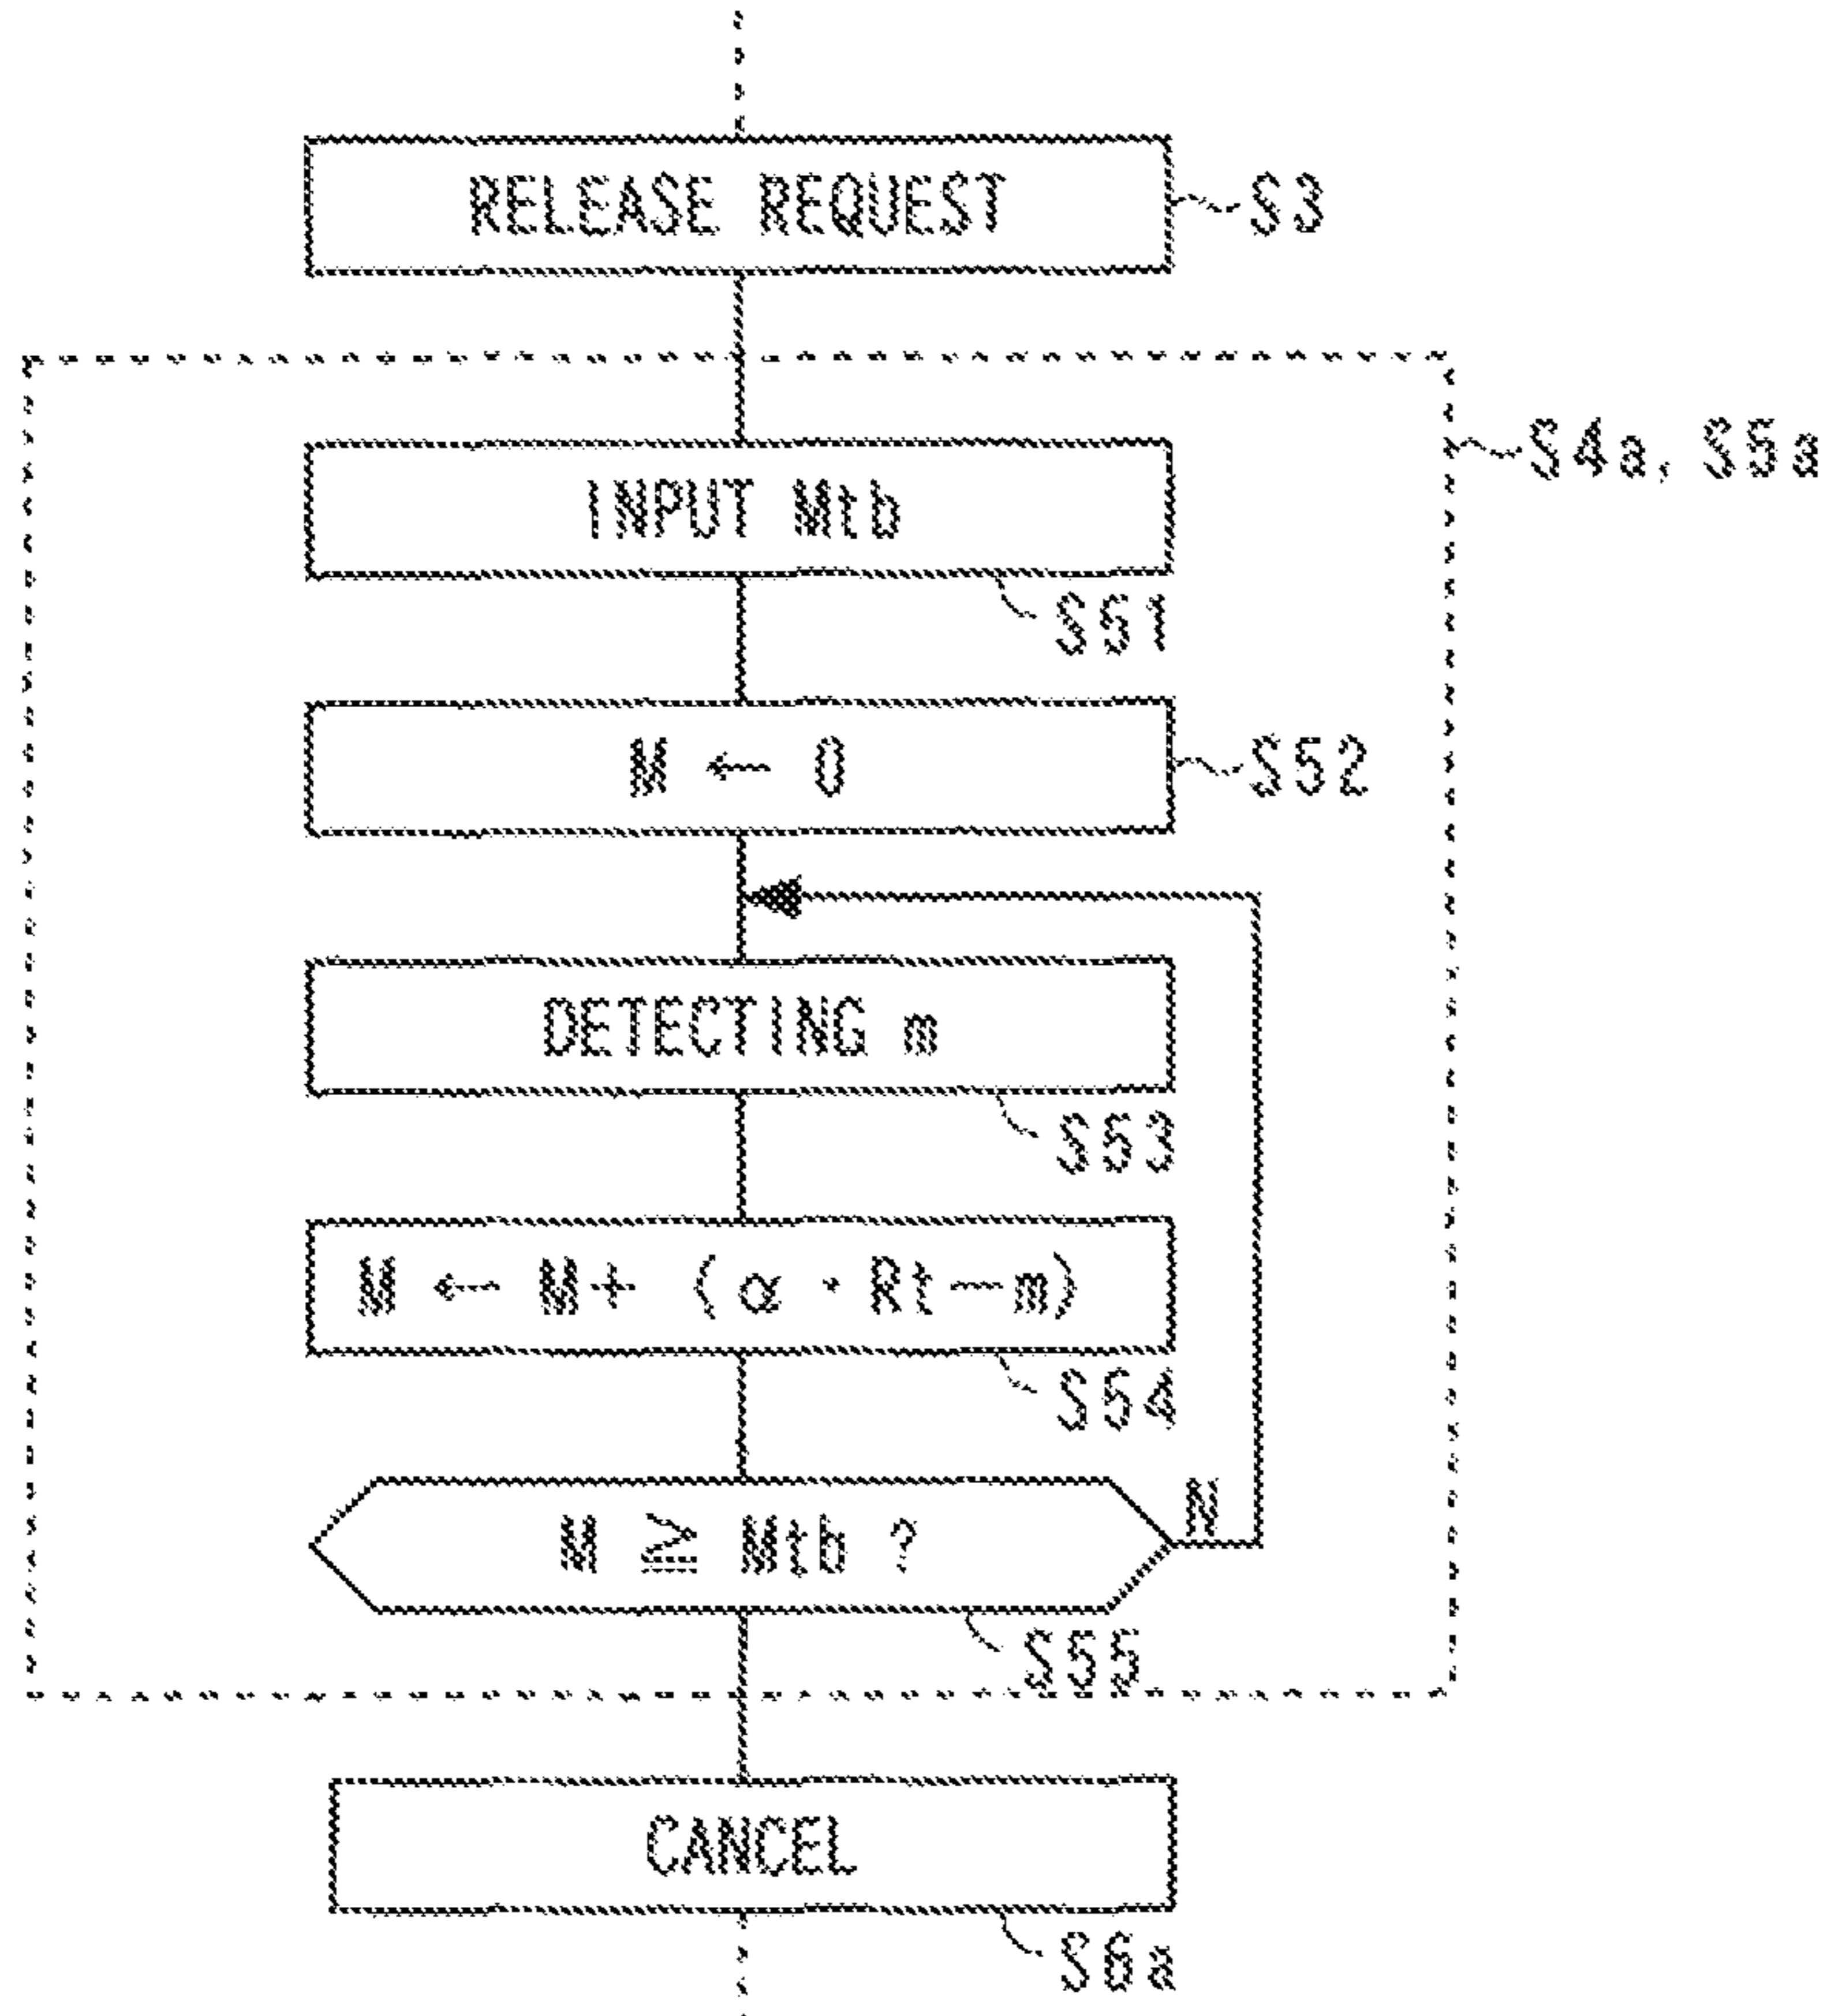 RELEASE REQUEST
S3
S4a, S5a
INPUT Mtb
S51
M ← 0
S52
DETECTING m
S53
M ← M+ (α・Rt−m)
S54
M ≧ Mtb ?
N
S55
CANCEL
S6a